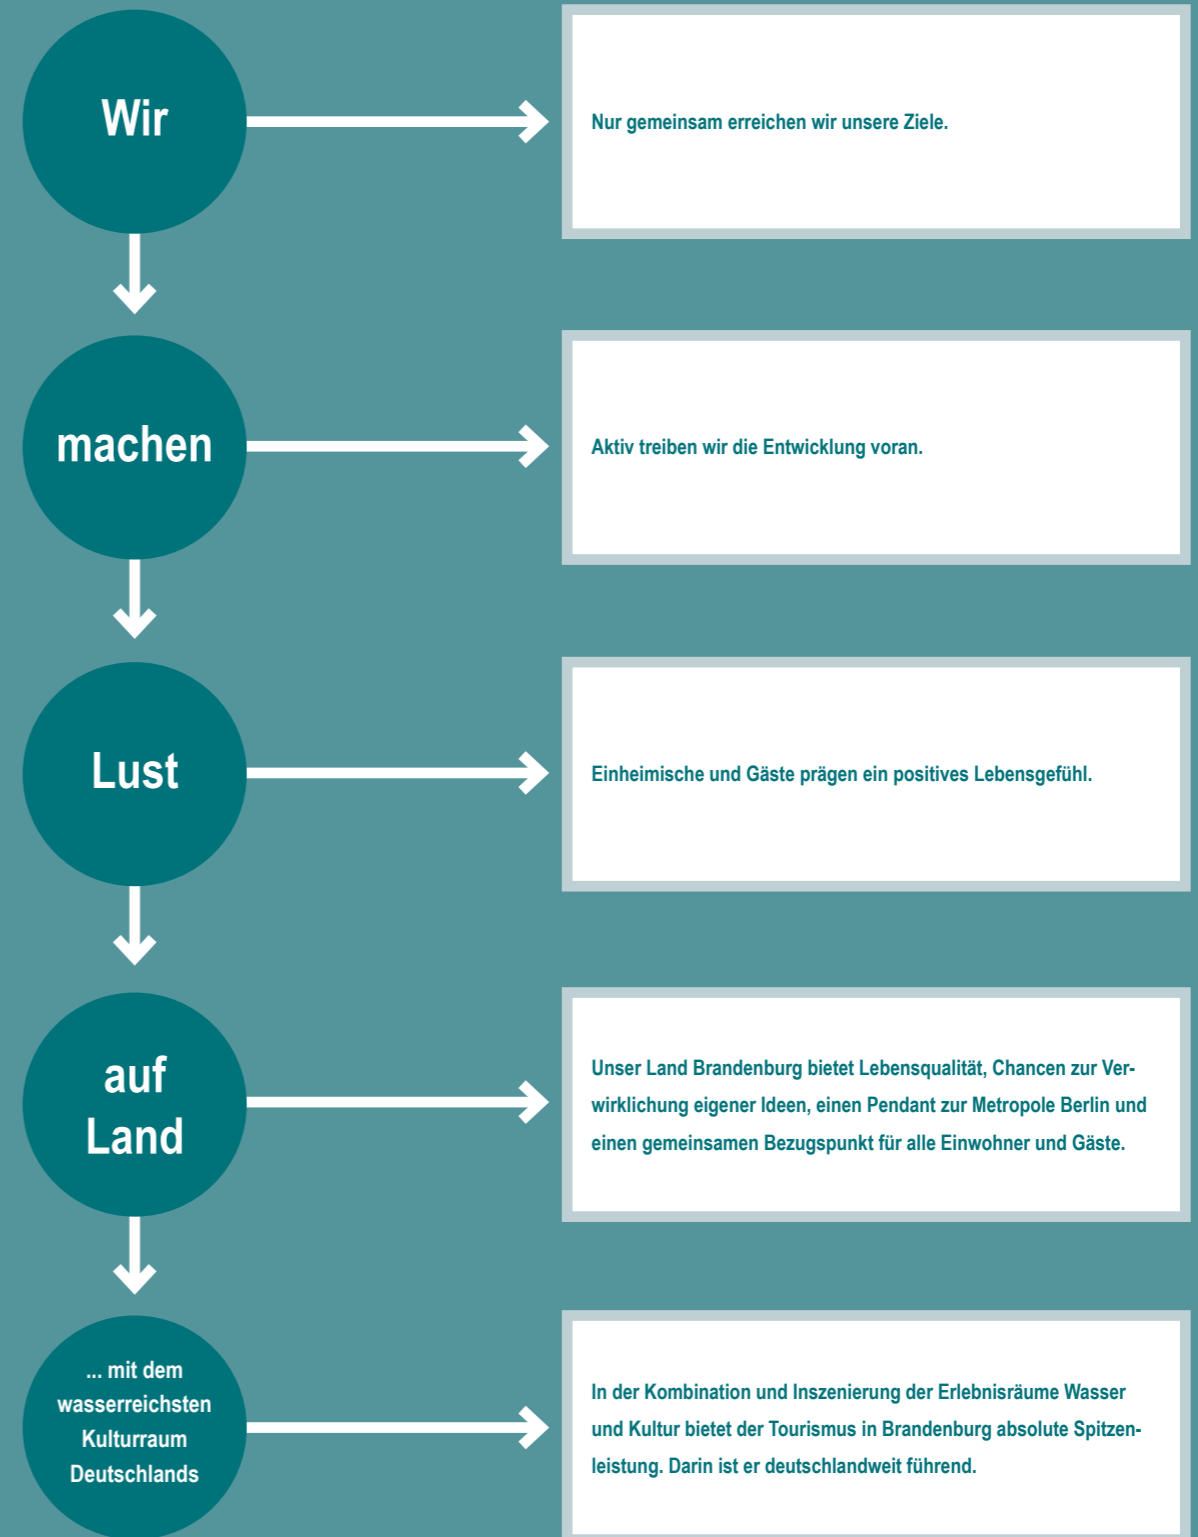 Wir
Nur gemeinsam erreichen wir unsere Ziele.
machen
Aktiv treiben wir die Entwicklung voran.
Lust
Einheimische und Gäste prägen ein positives Lebensgefühl.
auf
Land
Unser Land Brandenburg bietet Lebensqualität, Chancen zur Ver-
wirklichung eigener Ideen, einen Pendant zur Metropole Berlin und
einen gemeinsamen Bezugspunkt für alle Einwohner und Gäste.
... mit dem
wasserreichsten
Kulturraum
Deutschlands
In der Kombination und Inszenierung der Erlebnisräume Wasser
und Kultur bietet der Tourismus in Brandenburg absolute Spitzen-
leistung. Darin ist er deutschlandweit führend.